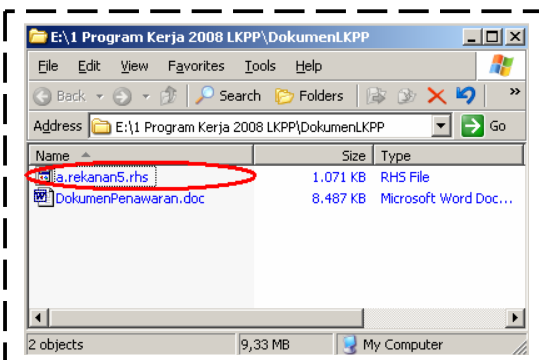 E:\1 Program Kerja 2008 LKPP\DokumenLKPP
File Edit View Favorites Tools Help
Back Search Folders »
Address E:\1 Program Kerja 2008 LKPP\DokumenLKPP Go
Name Size Type
a.rekanan5.rhs 1.071 KB RHS File
DokumenPenawaran.doc 8.487 KB Microsoft Word Doc...
2 objects 9,33 MB My Computer